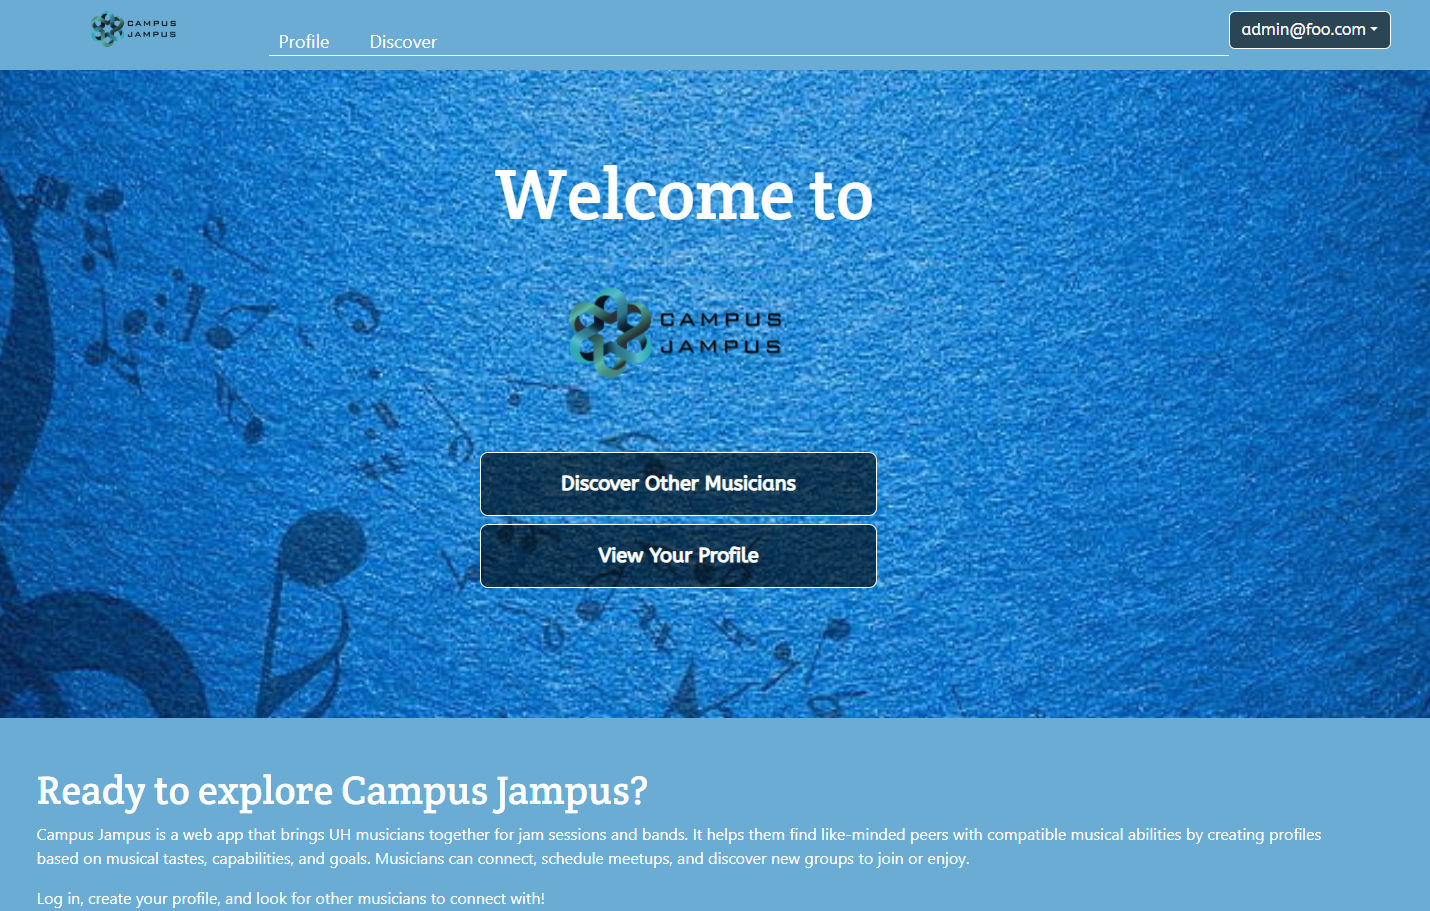 CAMPUS
JAMPUS
Profile
Discover
admin@foo.com
Welcome to
CAMPUS
JAMPUS
Discover Other Musicians
View Your Profile
Ready to explore Campus Jampus?
Campus Jampus is a web app that brings UH musicians together for jam sessions and bands. It helps them find like-minded peers with compatible musical abilities by creating profiles
based on musical tastes, capabilities, and goals. Musicians can connect, schedule meetups, and discover new groups to join or enjoy.
Log in, create your profile, and look for other musicians to connect with!